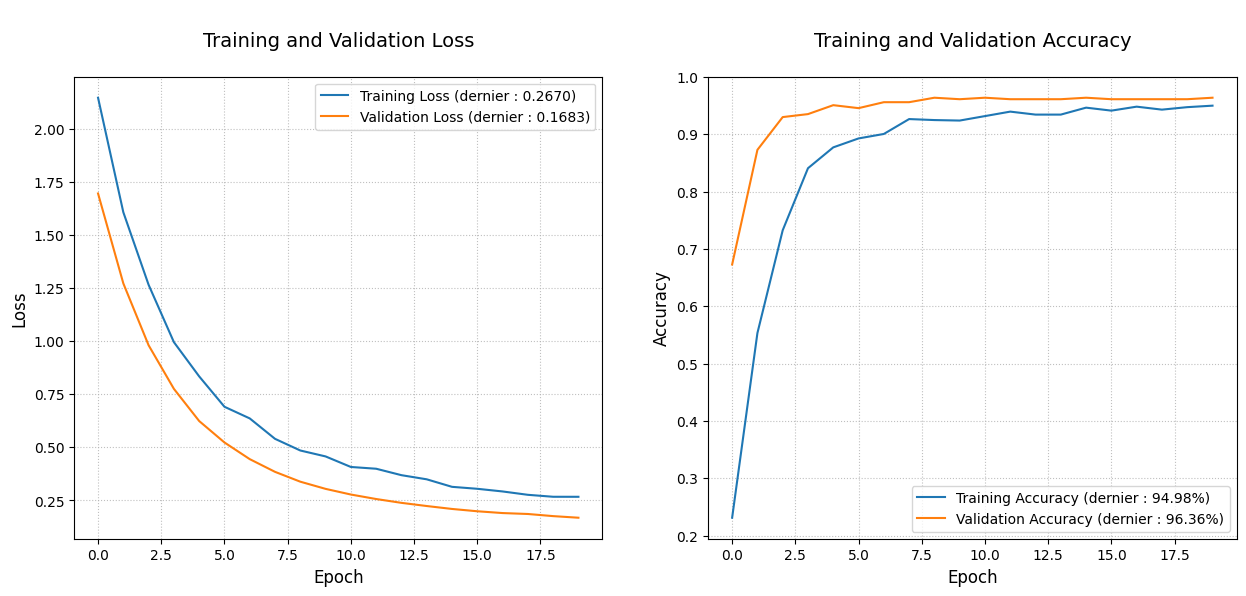 Training and Validation Loss
Training Loss (dernier : 0.2670)
Validation Loss (dernier : 0.1683)
2.00
1.75
1.50
1.25
1.00
0.75
0.50
0.25
Loss
0.0 2.5 5.0 7.5 10.0 12.5 15.0 17.5
Epoch
Training and Validation Accuracy
1.0
0.9
0.8
0.7
0.6
0.5
0.4
0.3
0.2
Accuracy
Training Accuracy (dernier : 94.98%)
Validation Accuracy (dernier : 96.36%)
0.0 2.5 5.0 7.5 10.0 12.5 15.0 17.5
Epoch